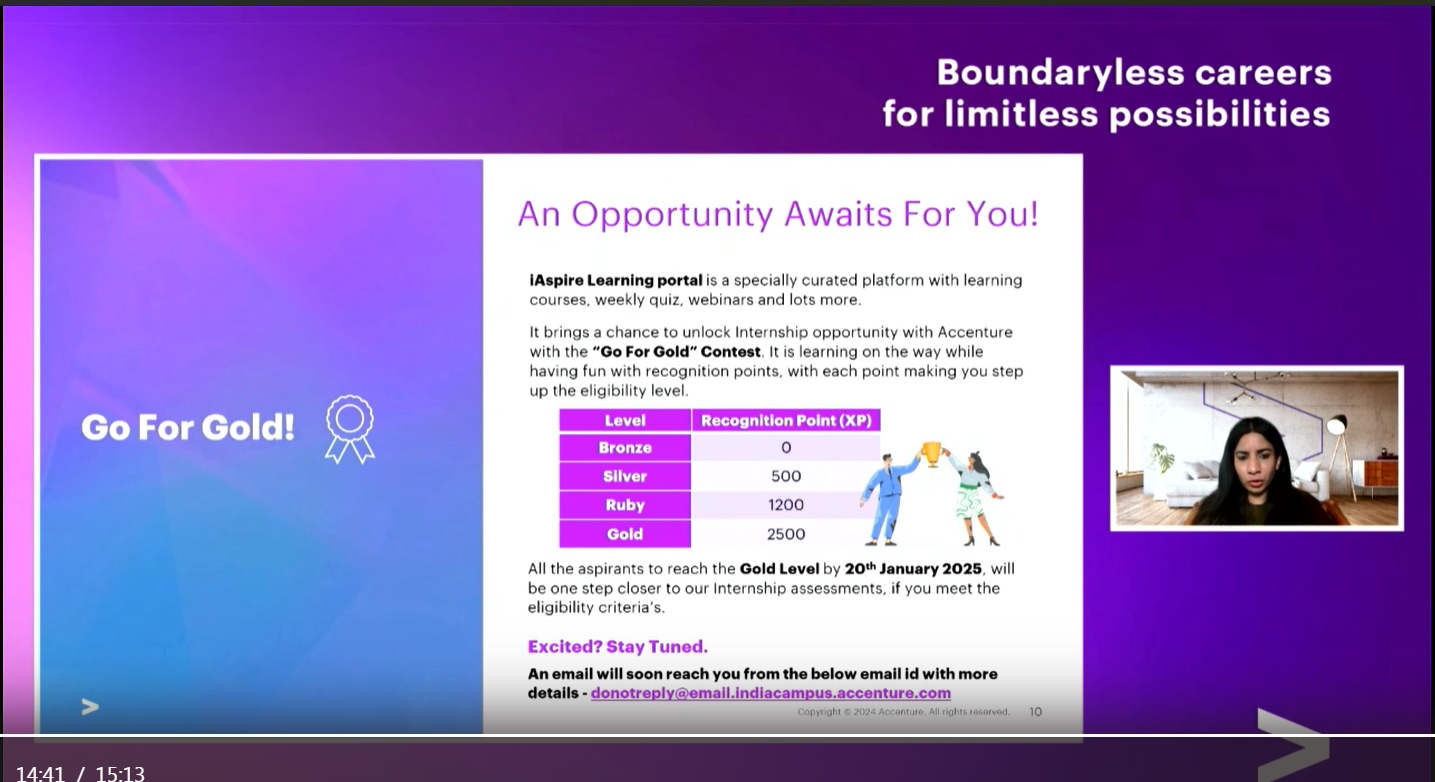 Boundaryless careers
for limitless possibilities
Go For Gold!
An Opportunity Awaits For You!
iAspire Learning portal is a specially curated platform with learning
courses, weekly quiz, webinars and lots more.
It brings a chance to unlock Internship opportunity with Accenture
with the “Go For Gold” Contest. It is learning on the way while
having fun with recognition points, with each point making you step
up the eligibility level.
Level Recognition Point (XP)
Bronze 0
Silver 500
Ruby 1200
Gold 2500
All the aspirants to reach the Gold Level by 20th January 2025, will
be one step closer to our Internship assessments, if you meet the
eligibility criteria's.
Excited? Stay Tuned.
An email will soon reach you from the below email id with more
details - donotreply@email.indiacampus.accenture.com
Copyright © 2024 Accenture. All rights reserved. 10
14:41 / 15:13